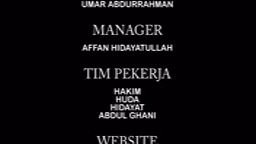 UMAR ABDURRAHMAN
MANAGER
AFFAN HIDAYATULLAH
TIM PEKERJA
HAKIM
HUDA
HIDAYAT
ABDUL GHANI
WEBSITE